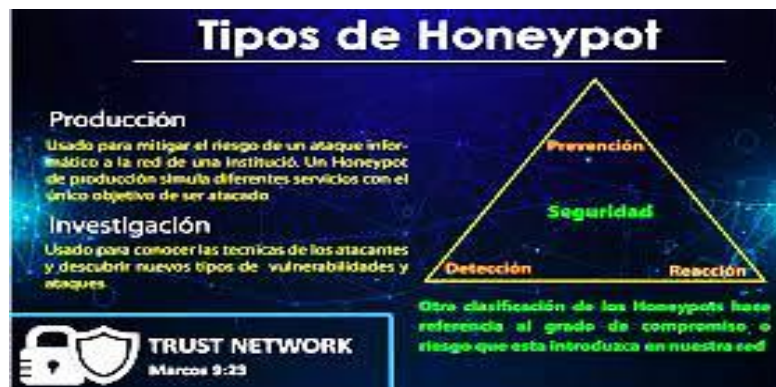 Tipos de Honeypot
Producción
Usado para mitigar el riesgo de un ataque infor-
mático a la red de una institució. Un Honeypot
de producción simula diferentes servicios con el
único objetivo de ser atacado
Investigación
Usado para conocer las tecnicas de los atacantes
y descubrir nuevos tipos de vulnerabilidades y
ataques
Prevención
Seguridad
Detección
Reacción
Otra clasificación de los Honeypots hace
referencia al grado de compromiso, o
riesgo que esta introduzca en nuestra red
TRUST NETWORK
Marcos 9:23